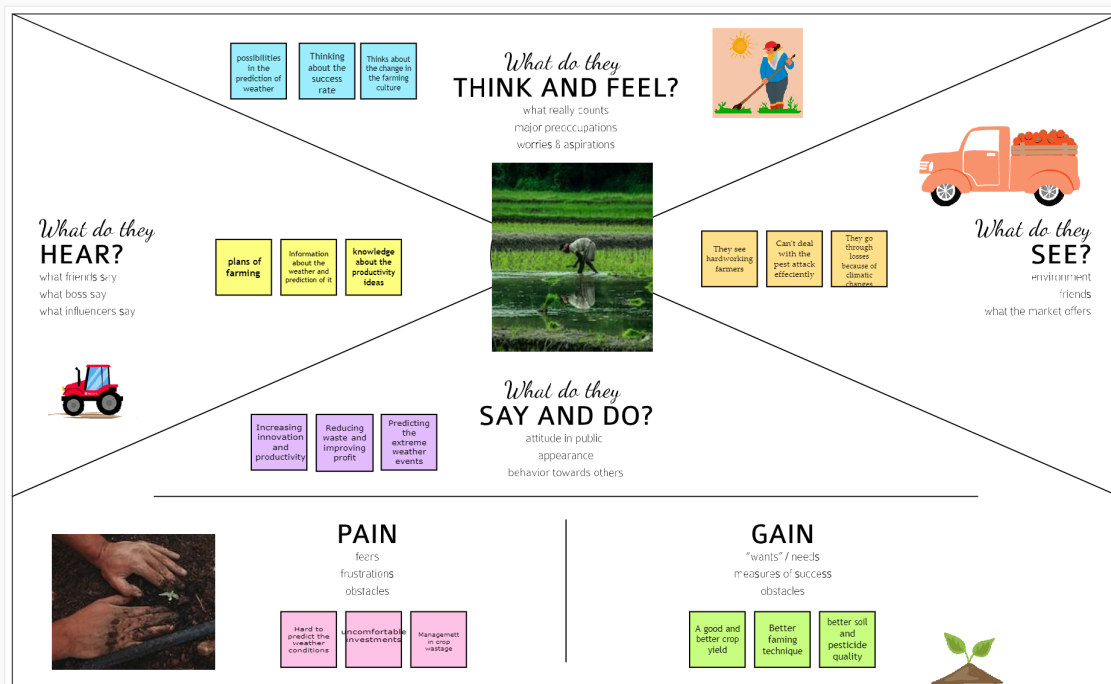 possibilities
in the
prediction of
weather
Thinking
about the
success
rate
Thinks about
the change in
the farming
culture
What do they
THINK AND FEEL?
what really counts
major preoccupations
worries & aspirations
What do they
HEAR?
what friends say
what boss say
what influencers say
plans of
farming
Information
about the
weather and
prediction of it
knowledge
about the
productivity
ideas
They see
hardworking
farmers
Can't deal
with the
pest attack
effeciently
They go
through
losses
because of
climatic
changes
What do they
SEE?
environment
friends
what the market offers
What do they
SAY AND DO?
attitude in public
appearance
behavior towards others
Increasing
innovation
and
productivity
Reducing
waste and
improving
profit
Predicting
the
extreme
weather
events
PAIN
fears
frustrations
obstacles
Hard to
predict the
weather
conditions
uncomfortable
investments
Managemett
in crop
wastage
GAIN
"wants" / needs
measures of success
obstacles
A good and
better crop
yield
Better
faming
technique
better soil
and
pesticide
quality